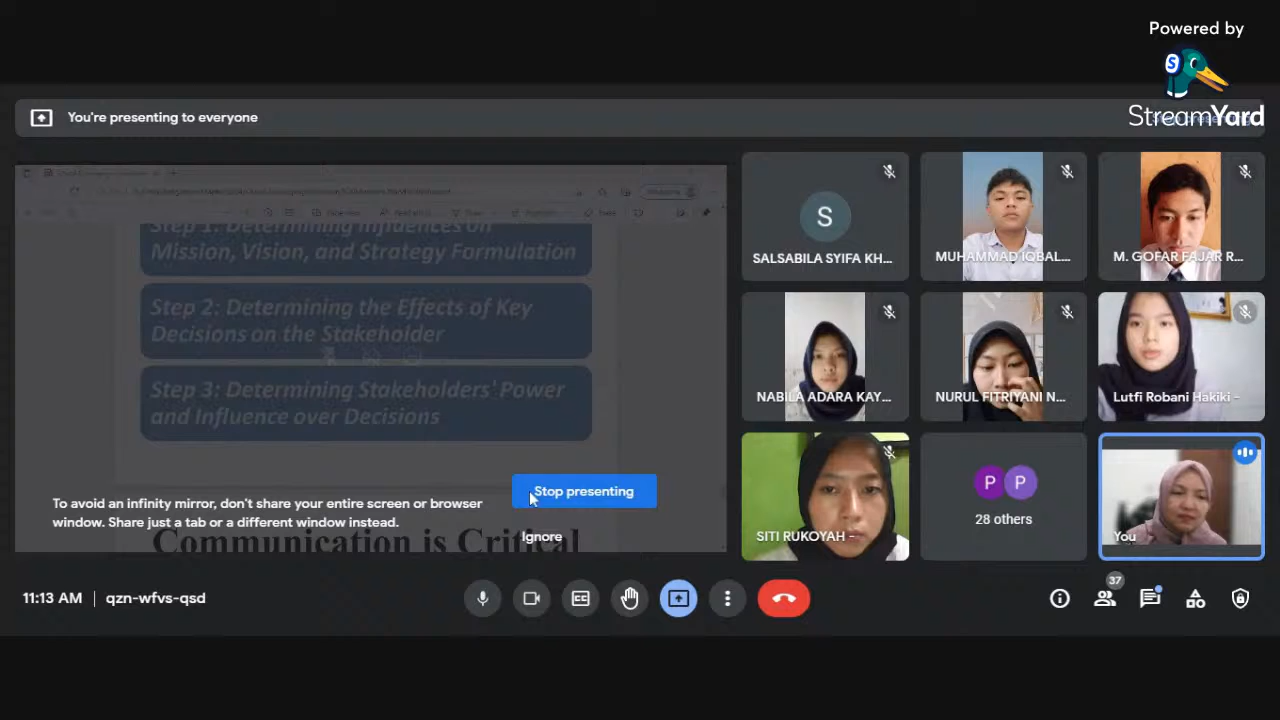 Powered by
StreamYard
You're presenting to everyone
Step 1: Determining Influences on
Mission, Vision, and Strategy Formulation
Step 2: Determining the Effects of Key
Decisions on the Stakeholder
Step 3: Determining Stakeholders' Power
and Influence over Decisions
To avoid an infinity mirror, don't share your entire screen or browser
window. Share just a tab or a different window instead.
Stop presenting
Ignore
Communication is Critical
S
SALSABILA SYIFA KH...
MUHAMMAD IQBAL...
M. GOFAR FAJAR R...
NABILA ADARA KAY...
NURUL FITRIYANI N...
Lutfi Robani Hakiki -
SITI RUKOYAH -
P P
28 others
You
11:13 AM | qzn-wfvs-qsd
CC
37